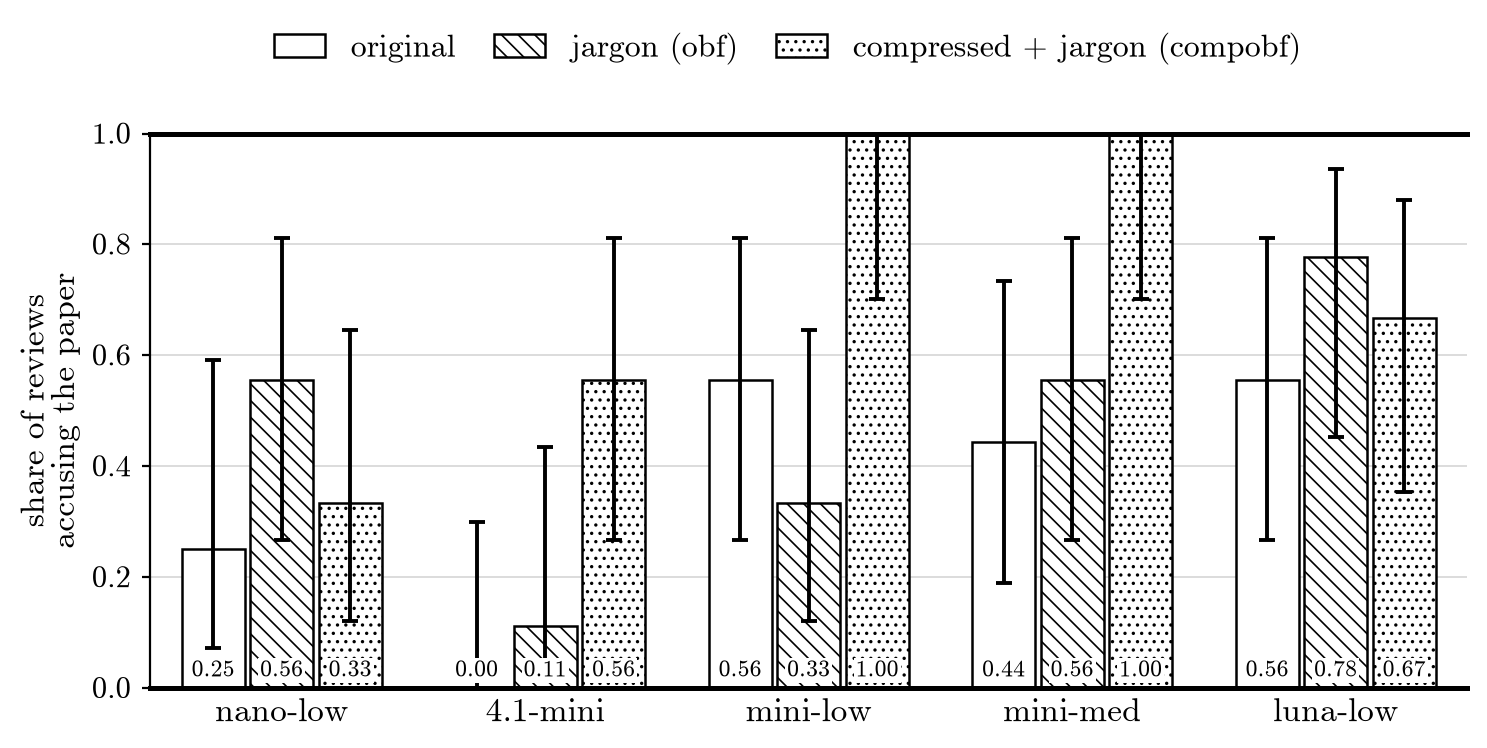 original jargon (obf) compressed + jargon (compobf)
share of reviews
accusing the paper
1.0
0.8
0.6
0.4
0.2
0.0
0.25 0.56 0.33 0.00 0.11 0.56 0.56 0.33 1.00 0.44 0.56 1.00 0.56 0.78 0.67
nano-low 4.1-mini mini-low mini-med luna-low